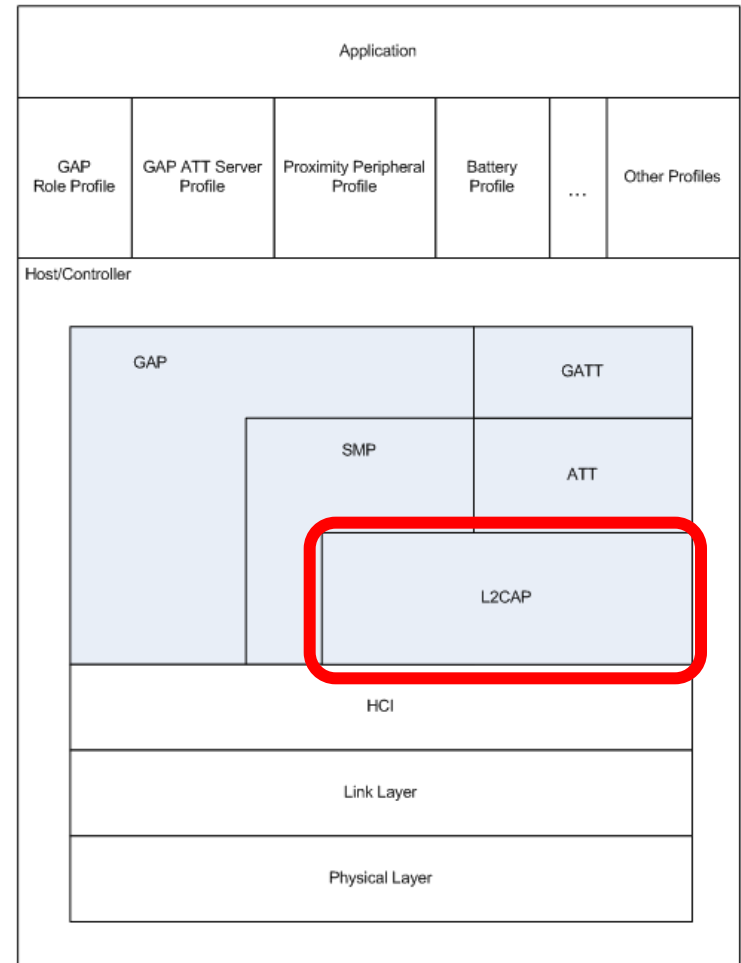 Application
GAP
Role Profile
GAP ATT Server
Profile
Proximity Peripheral
Profile
Battery
Profile
...
Other Profiles
Host/Controller
GAP
GATT
SMP
ATT
L2CAP
HCI
Link Layer
Physical Layer